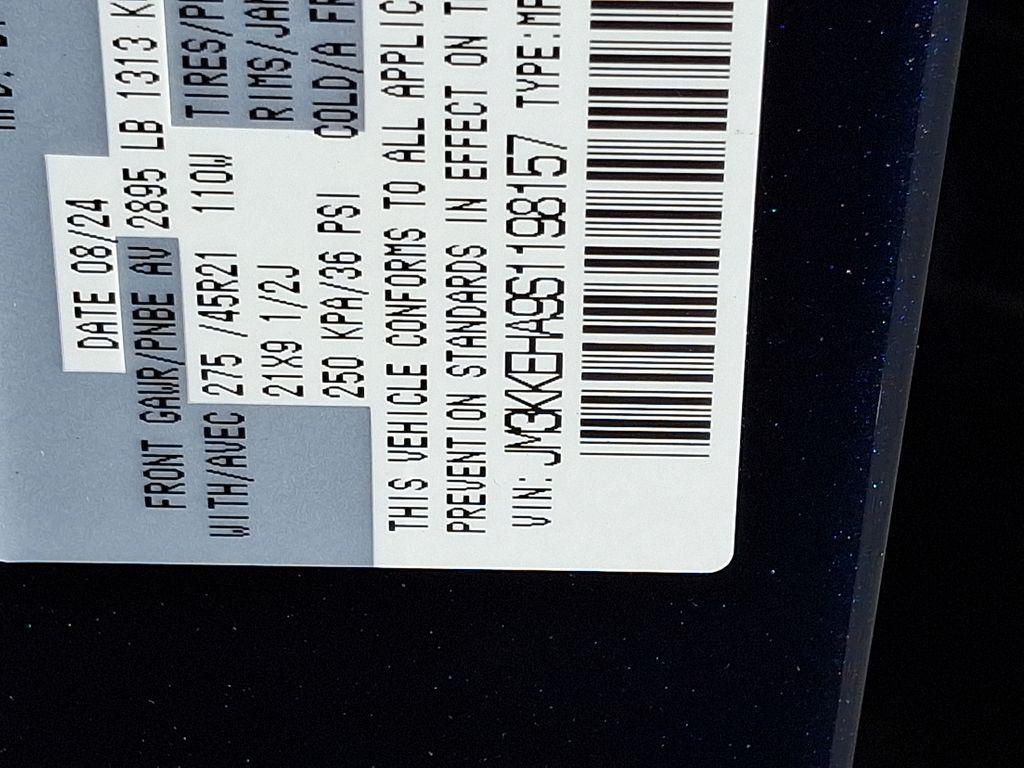 DATE 08/24
FRONT GAWR/PNBE AV 2895 LB 1313 K
WITH/AVEC 275 /45R21 110W TIRES/P
21X9 1/2J RIMS/JAN
250 KPA/36 PSI COLD/A FR
THIS VEHICLE CONFORMS TO ALL APPLIC
PREVENTION STANDARDS IN EFFECT ON T
VIN: JM3KKEHA9S1198157 TYPE:MP